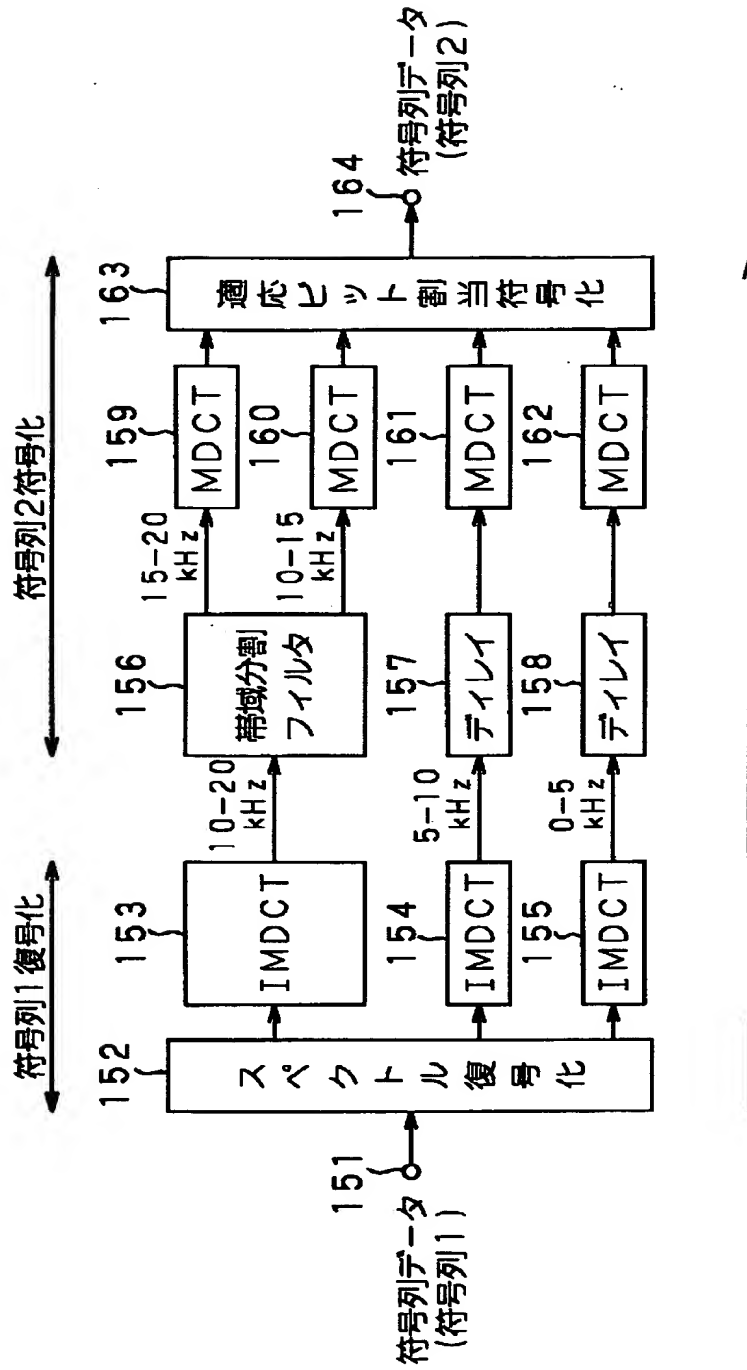 符号列1復号化
符号列2符号化
151
符号列データ
(符号列1)
152
スペクトル復号化
153
IMDCT
154
IMDCT
155
IMDCT
10-20
kHz
5-10
kHz
0-5
kHz
156
帯域分割
フィルタ
157
ディレイ
158
ディレイ
15-20
kHz
10-15
kHz
159
MDCT
160
MDCT
161
MDCT
162
MDCT
163
適応ビット割当符号化
164
符号列データ
(符号列2)